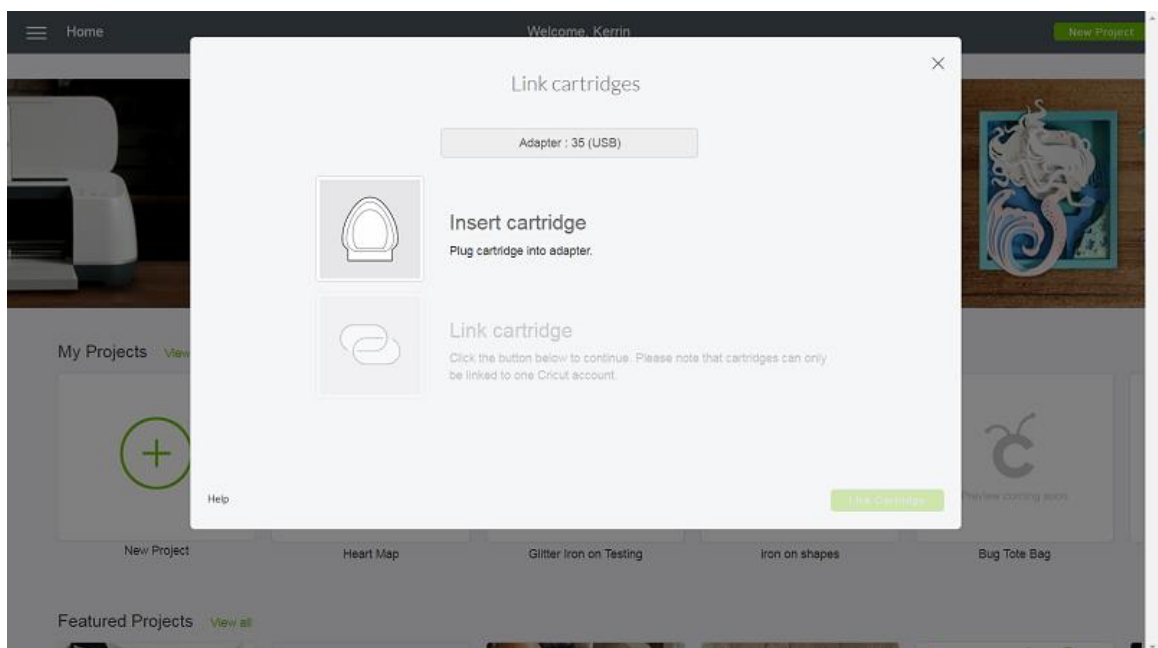 Home
Welcome, Kerrin
New Project
Link cartridges
Adapter : 35 (USB)
Insert cartridge
Plug cartridge into adapter.
Link cartridge
Click the button below to continue. Please note that cartridges can only
be linked to one Cricut account.
Help
Link Cartridge
My Projects
View
Preview coming soon
New Project
Heart Map
Glitter Iron on Testing
iron on shapes
Bug Tote Bag
Featured Projects
View all